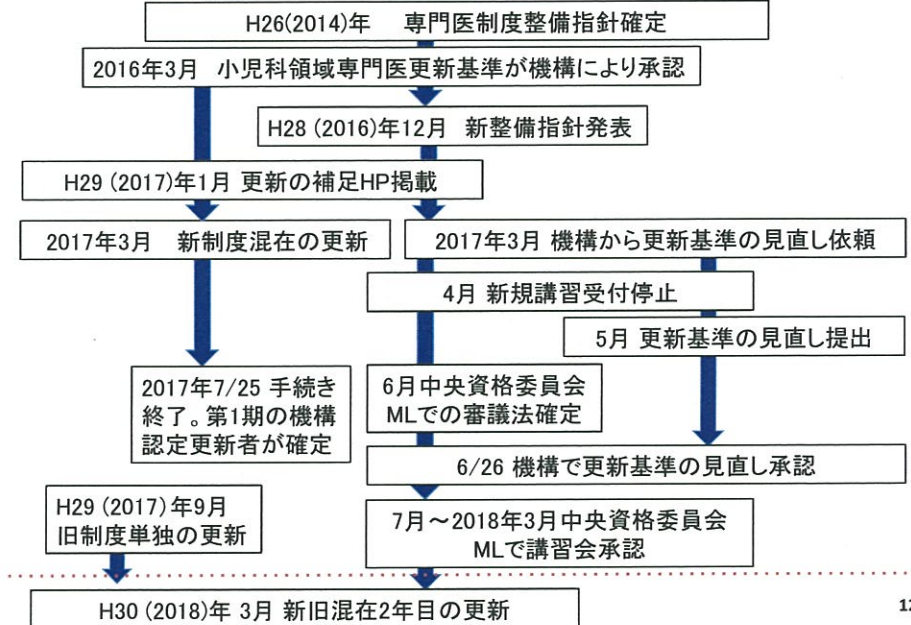 H26(2014)年 専門医制度整備指針確定
2016年3月 小児科領域専門医更新基準が機構により承認
H28 (2016)年12月 新整備指針発表
H29 (2017)年1月 更新の補足HP掲載
2017年3月 新制度混在の更新
2017年3月 機構から更新基準の見直し依頼
4月 新規講習受付停止
5月 更新基準の見直し提出
2017年7/25 手続き
終了。第1期の機構
認定更新者が確定
6月中央資格委員会
MLでの審議法確定
6/26 機構で更新基準の見直し承認
H29 (2017)年9月
旧制度単独の更新
7月~2018年3月中央資格委員会
MLで講習会承認
H30 (2018)年 3月 新旧混在2年目の更新
12